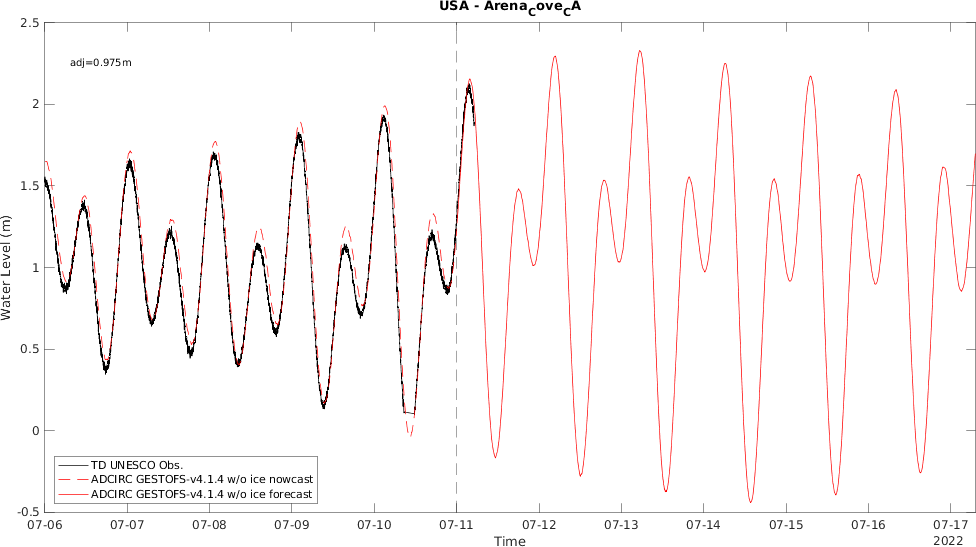 USA - ArenaCoveCA
2.5
adj=0.975m
2
1.5
1
0.5
0
-0.5
Water Level (m)
TD UNESCO Obs.
ADCIRC GESTOFS-v4.1.4 w/o ice nowcast
ADCIRC GESTOFS-v4.1.4 w/o ice forecast
07-06 07-07 07-08 07-09 07-10 07-11 07-12 07-13 07-14 07-15 07-16 07-17
Time
2022